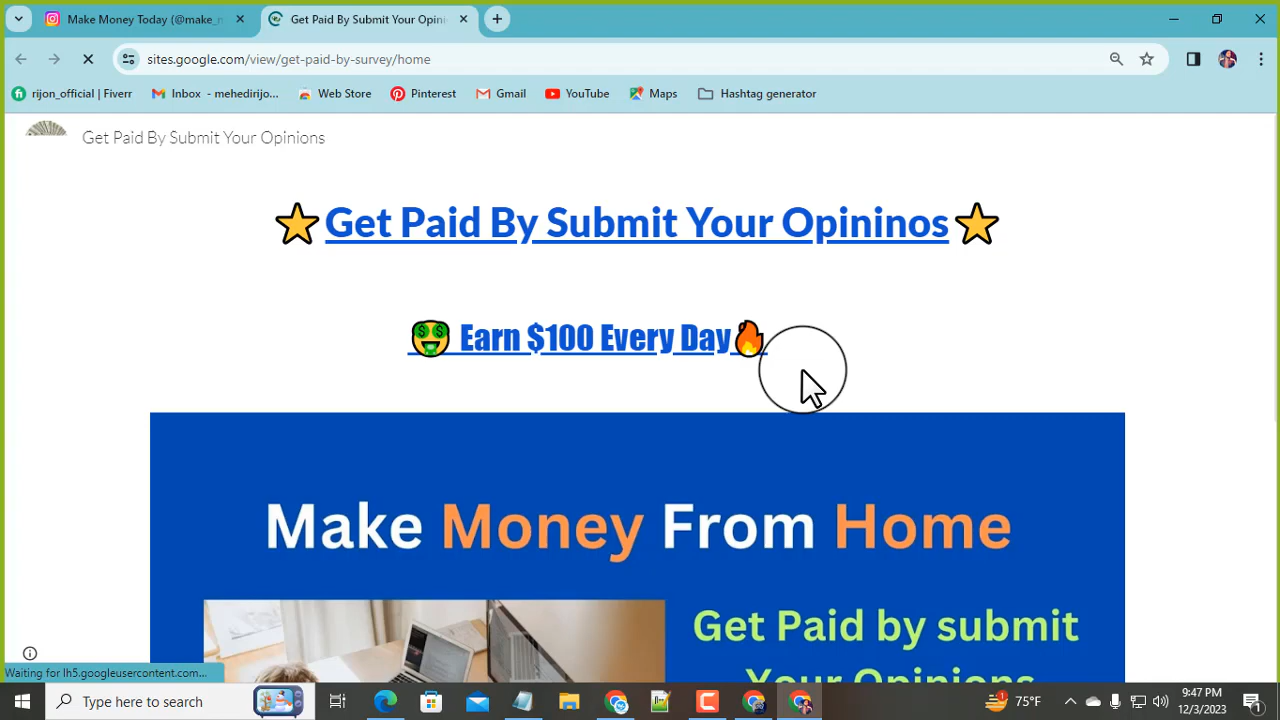 Make Money Today (@make_m
Get Paid By Submit Your Opini
sites.google.com/view/get-paid-by-survey/home
rijon_official | Fiverr
Inbox - mehedirijo...
Web Store
Pinterest
Gmail
YouTube
Maps
Hashtag generator
Get Paid By Submit Your Opinions
Get Paid By Submit Your Opininos
Earn $100 Every Day
Make Money From Home
Get Paid by submit
Your Opinions
Waiting for lh5.googleusercontent.com...
Type here to search
75°F
9:47 PM
12/3/2023